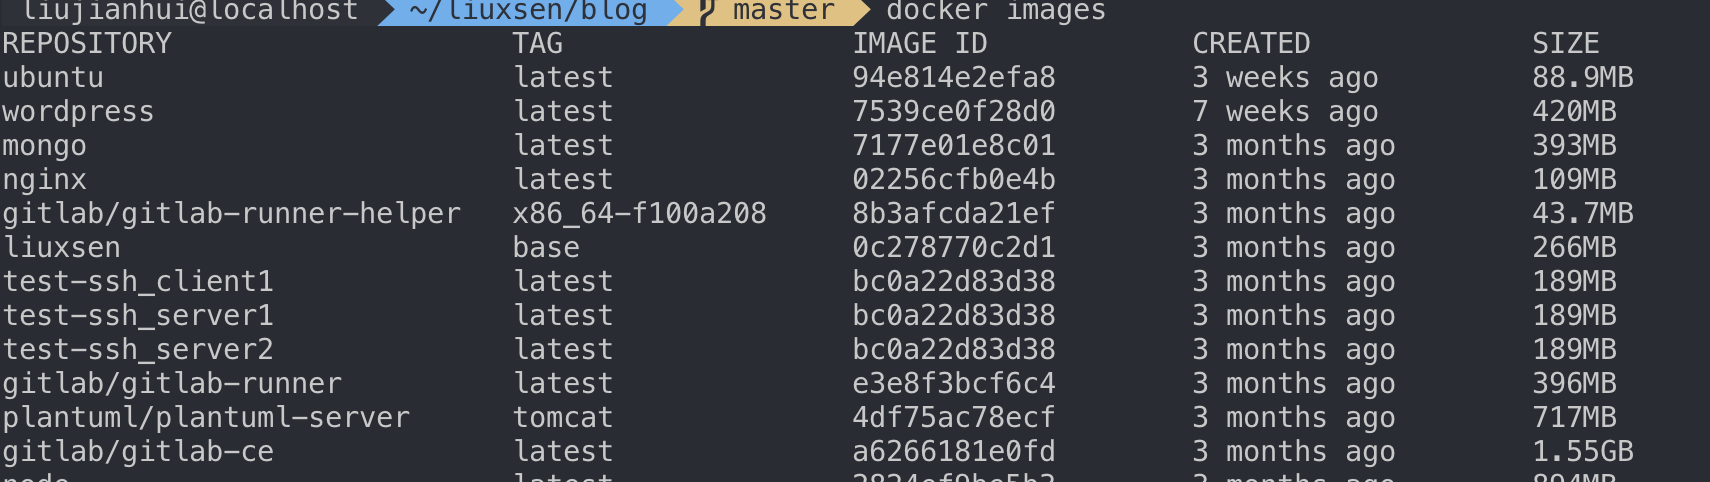 liujianhui@localhost ~/liuxsen/blog master docker images
REPOSITORY TAG IMAGE ID CREATED SIZE
ubuntu latest 94e814e2efa8 3 weeks ago 88.9MB
wordpress latest 7539ce0f28d0 7 weeks ago 420MB
mongo latest 7177e01e8c01 3 months ago 393MB
nginx latest 02256cfb0e4b 3 months ago 109MB
gitlab/gitlab-runner-helper x86_64-f100a208 8b3afcda21ef 3 months ago 43.7MB
liuxsen base 0c278770c2d1 3 months ago 266MB
test-ssh_client1 latest bc0a22d83d38 3 months ago 189MB
test-ssh_server1 latest bc0a22d83d38 3 months ago 189MB
test-ssh_server2 latest bc0a22d83d38 3 months ago 189MB
gitlab/gitlab-runner latest e3e8f3bcf6c4 3 months ago 396MB
plantuml/plantuml-server tomcat 4df75ac78ecf 3 months ago 717MB
gitlab/gitlab-ce latest a6266181e0fd 3 months ago 1.55GB
node latest 3 months ago